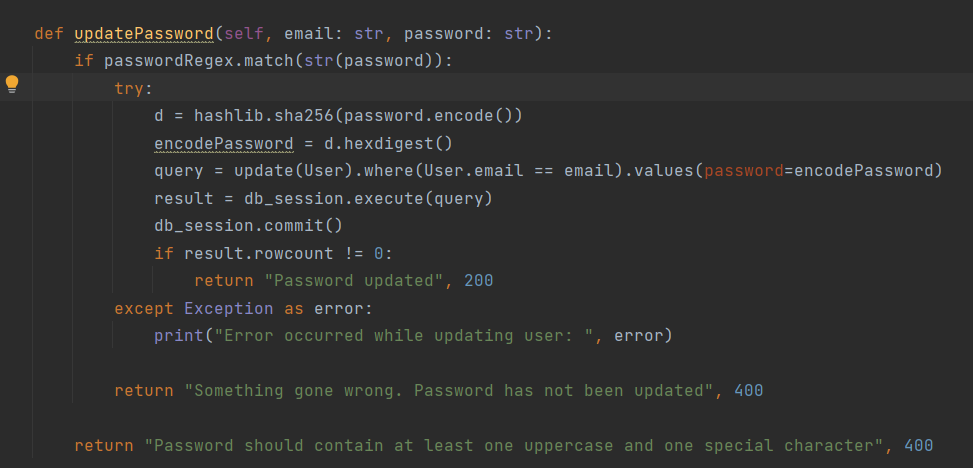 def updatePassword(self, email: str, password: str):
    if passwordRegex.match(str(password)):
        try:
            d = hashlib.sha256(password.encode())
            encodePassword = d.hexdigest()
            query = update(User).where(User.email == email).values(password=encodePassword)
            result = db_session.execute(query)
            db_session.commit()
            if result.rowcount != 0:
                return "Password updated", 200
        except Exception as error:
            print("Error occurred while updating user: ", error)
        return "Something gone wrong. Password has not been updated", 400
    return "Password should contain at least one uppercase and one special character", 400